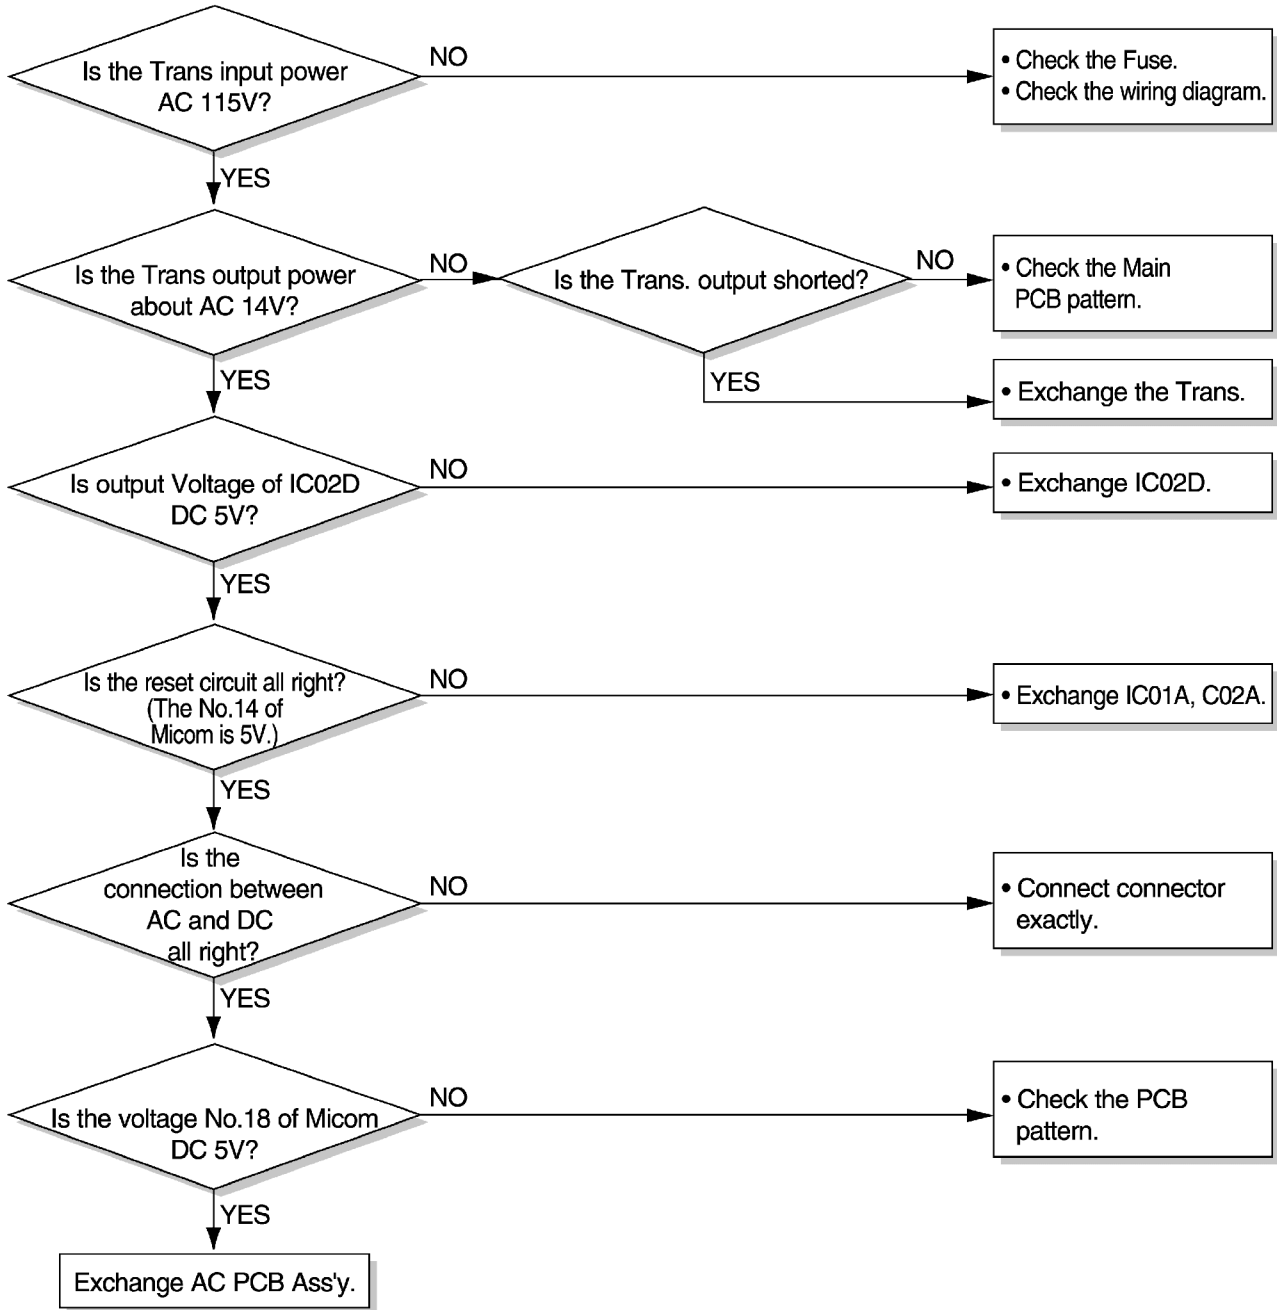 Is the Trans input power
AC 115V?
NO
• Check the Fuse.
• Check the wiring diagram.
YES
Is the Trans output power
about AC 14V?
NO
Is the Trans. output shorted?
NO
• Check the Main
PCB pattern.
YES
• Exchange the Trans.
YES
Is output Voltage of IC02D
DC 5V?
NO
• Exchange IC02D.
YES
Is the reset circuit all right?
(The No.14 of
Micom is 5V.)
NO
• Exchange IC01A, C02A.
YES
Is the
connection between
AC and DC
all right?
NO
• Connect connector
exactly.
YES
Is the voltage No.18 of Micom
DC 5V?
NO
• Check the PCB
pattern.
YES
Exchange AC PCB Ass'y.